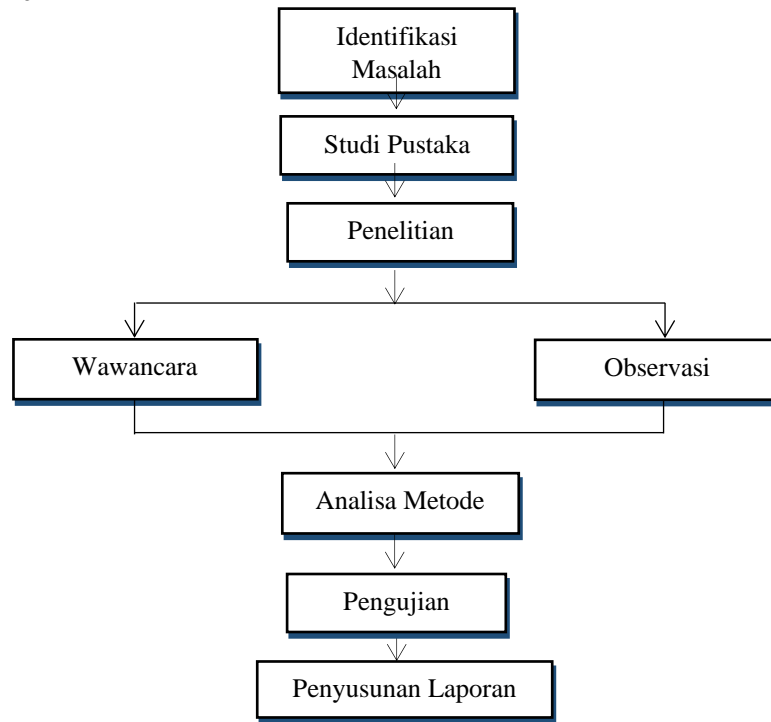 Identifikasi
Masalah
Studi Pustaka
Penelitian
Wawancara
Observasi
Analisa Metode
Pengujian
Penyusunan Laporan